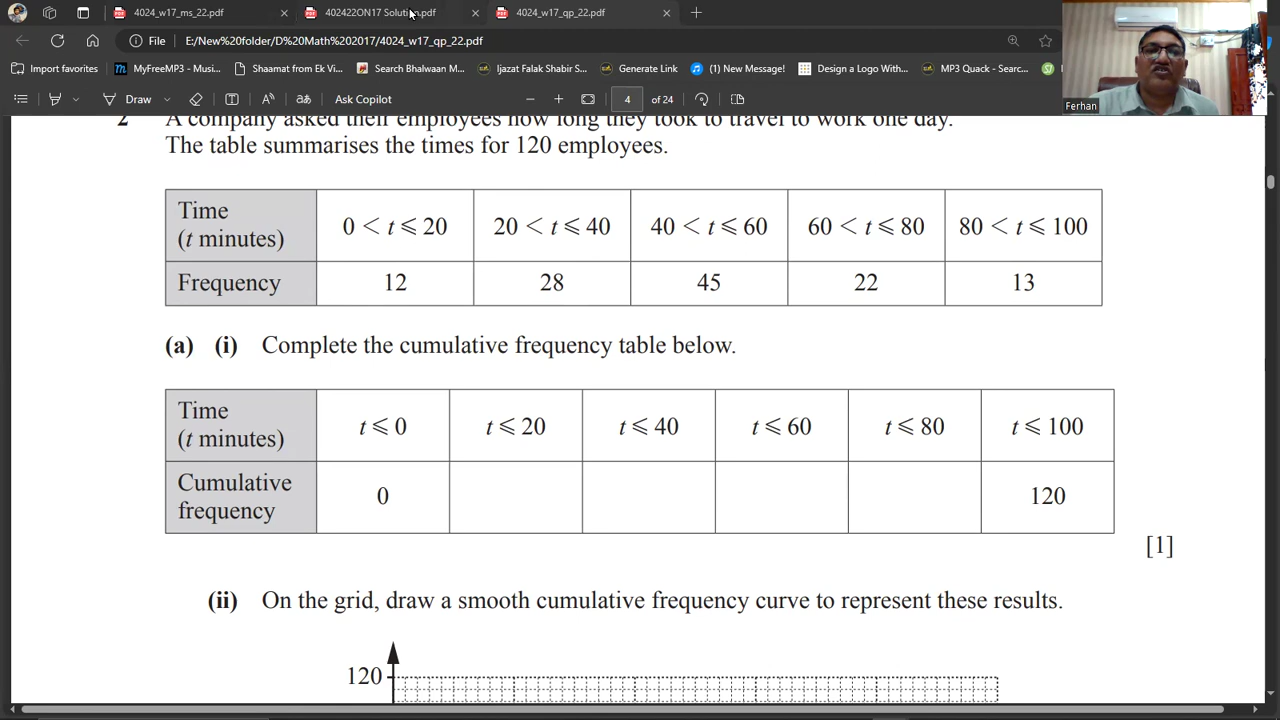 4024_w17_ms_22.pdf
402422ON17 Solutions.pdf
4024_w17_qp_22.pdf
File E:/New%20folder/D%20Math%202017/4024_w17_qp_22.pdf
Import favorites MyFreeMP3 - Musi... Shaamat from Ek Vi... Search Bhalwaan M... Ijazat Falak Shabir S... Generate Link (1) New Message! Design a Logo With... MP3 Quack - Searc...
Draw Ask Copilot 4 of 24
Ferhan
2 A company asked their employees how long they took to travel to work one day.
The table summarises the times for 120 employees.
Time (t minutes) 0 < t ⩽ 20 20 < t ⩽ 40 40 < t ⩽ 60 60 < t ⩽ 80 80 < t ⩽ 100
Frequency 12 28 45 22 13
(a) (i) Complete the cumulative frequency table below.
Time (t minutes) t ⩽ 0 t ⩽ 20 t ⩽ 40 t ⩽ 60 t ⩽ 80 t ⩽ 100
Cumulative frequency 0 120
[1]
(ii) On the grid, draw a smooth cumulative frequency curve to represent these results.
120